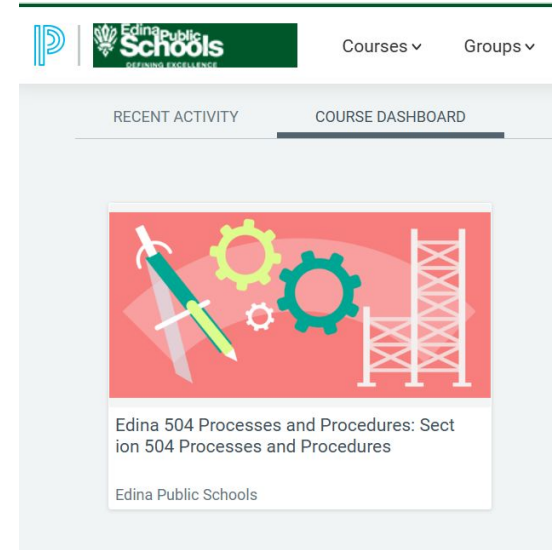 Edina Public
Schools
DEFINING EXCELLENCE
Courses
Groups
RECENT ACTIVITY
COURSE DASHBOARD
Edina 504 Processes and Procedures: Sect
ion 504 Processes and Procedures
Edina Public Schools